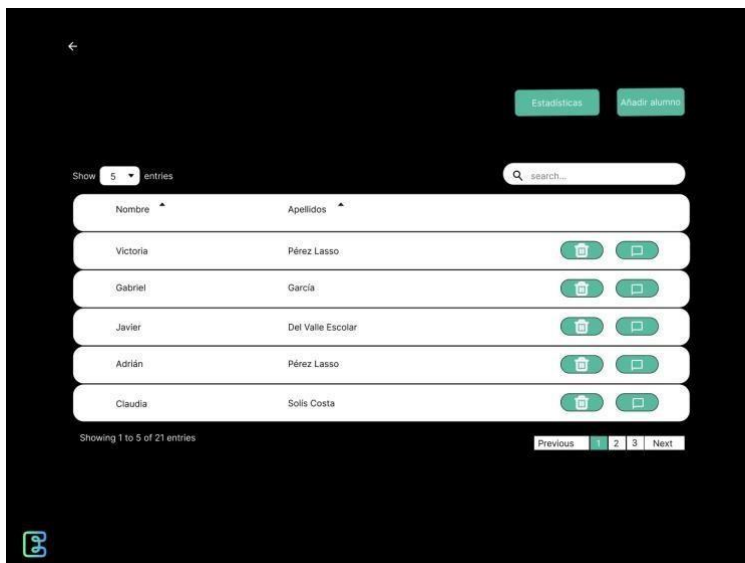 Estadísticas Añadir alumno
Show 5 entries search...
Nombre Apellidos
Victoria Pérez Lasso
Gabriel García
Javier Del Valle Escolar
Adrián Pérez Lasso
Claudia Solís Costa
Showing 1 to 5 of 21 entries Previous 1 2 3 Next